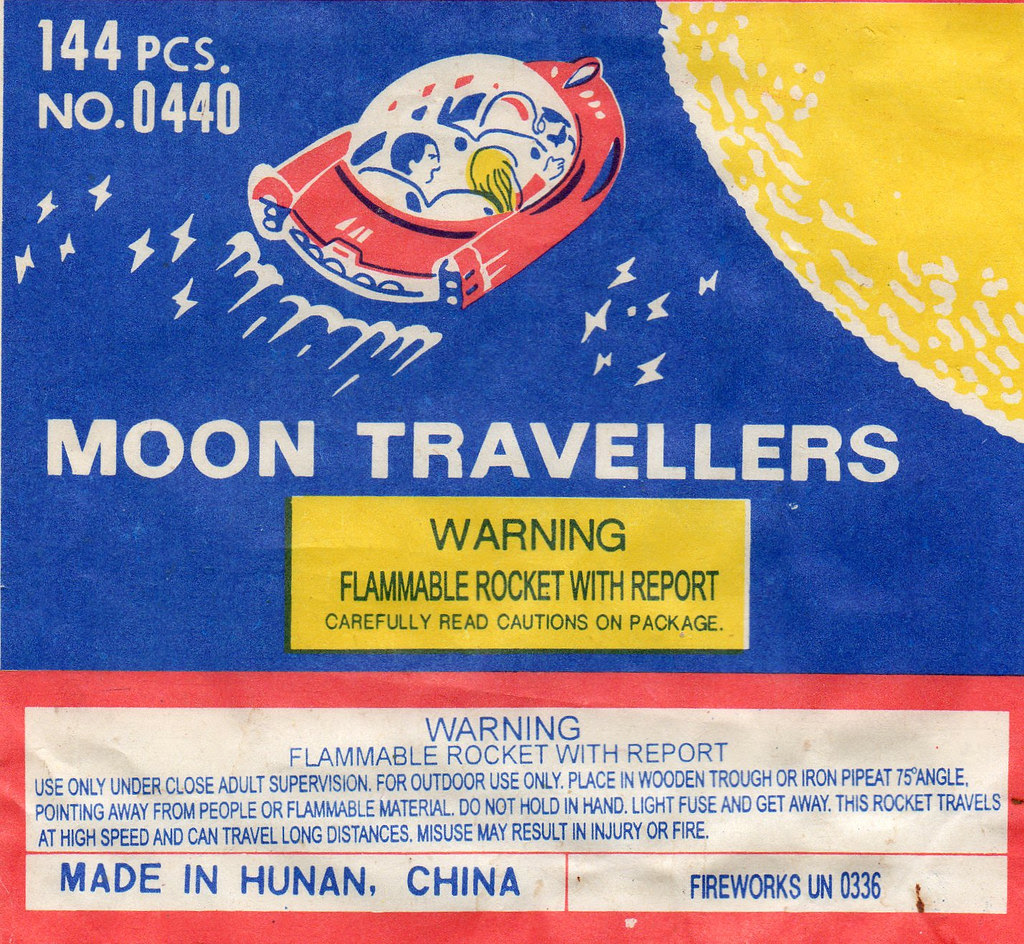 144 PCS.
NO. 0440
MOON TRAVELLERS
WARNING
FLAMMABLE ROCKET WITH REPORT
CAREFULLY READ CAUTIONS ON PACKAGE.
WARNING
FLAMMABLE ROCKET WITH REPORT
USE ONLY UNDER CLOSE ADULT SUPERVISION. FOR OUTDOOR USE ONLY. PLACE IN WOODEN TROUGH OR IRON PIPEAT 75°ANGLE,
POINTING AWAY FROM PEOPLE OR FLAMMABLE MATERIAL. DO NOT HOLD IN HAND. LIGHT FUSE AND GET AWAY. THIS ROCKET TRAVELS
AT HIGH SPEED AND CAN TRAVEL LONG DISTANCES. MISUSE MAY RESULT IN INJURY OR FIRE.
MADE IN HUNAN, CHINA
FIREWORKS UN 0336